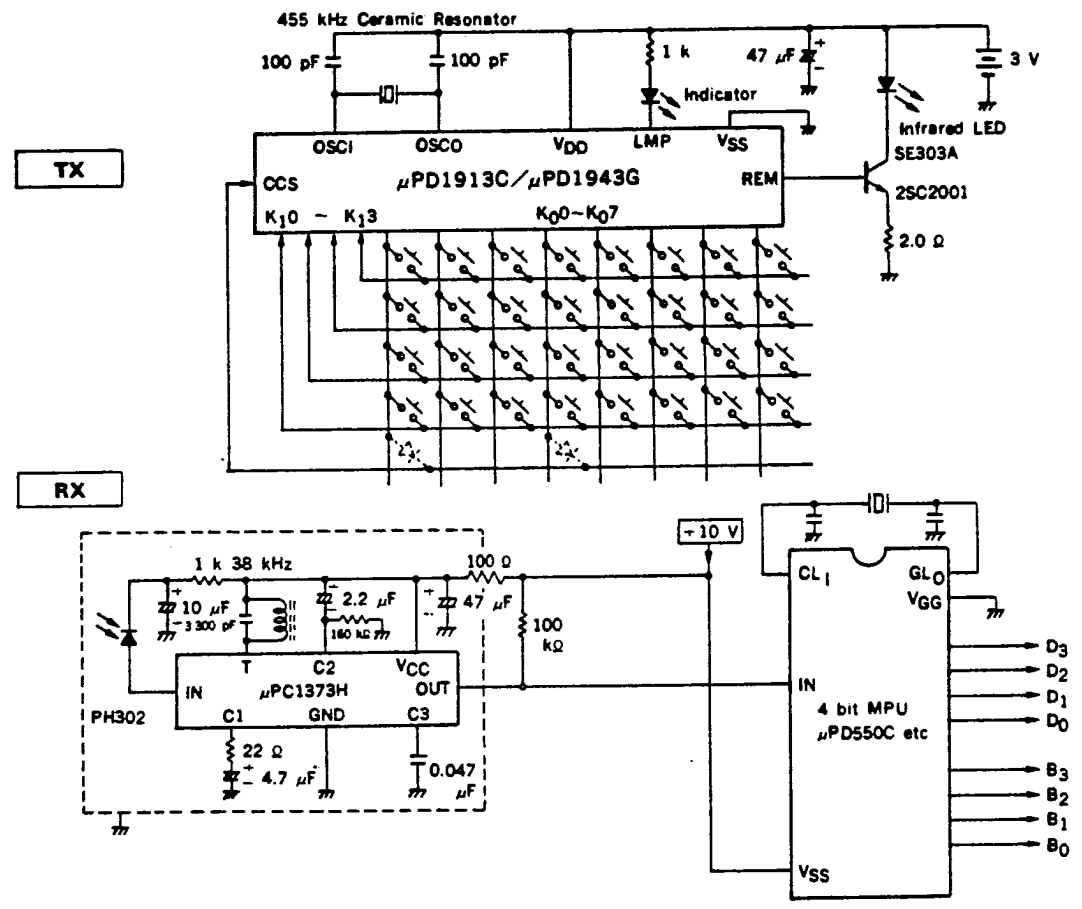 455 kHz Ceramic Resonator
100 pF
100 pF
1 k
47 μF
+
-
3 V
Indicator
Infrared LED
SE303A
2SC2001
2.0 Ω
TX
OSCI
OSCO
VDD
LMP
VSS
μPD1913C/μPD1943G
CCS
REM
K10 ~ K13
K00~K07
RX
+10 V
1 k
38 kHz
100 Ω
+
10 μF
-
3 300 pF
+
2.2 μF
160 kΩ
+
-
47 μF
100
kΩ
T
C2
VCC
μPC1373H
IN
OUT
PH302
C1
GND
C3
22 Ω
+
-
4.7 μF
0.047
μF
CLI
GLO
VGG
IN
4 bit MPU
μPD550C etc
VSS
D3
D2
D1
D0
B3
B2
B1
B0